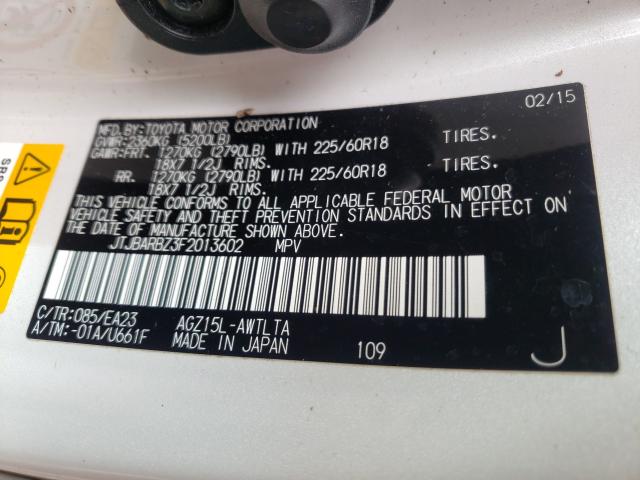 02/15
MFD.BY:TOYOTA MOTOR CORPORATION
GVWR:2360KG (5200LB)
GAWR:FRT. 1270KG (2790LB) WITH 225/60R18 TIRES.
18X7 1/2J RIMS.
RR. 1270KG (2790LB) WITH 225/60R18 TIRES.
18X7 1/2J RIMS.
THIS VEHICLE CONFORMS TO ALL APPLICABLE FEDERAL MOTOR
VEHICLE SAFETY AND THEFT PREVENTION STANDARDS IN EFFECT ON
THE DATE OF MANUFACTURE SHOWN ABOVE.
JTJBARBZ3F2013602 MPV
C/TR:085/EA23 AGZ15L-AWTLTA
A/TM:-01A/U661F MADE IN JAPAN 109 J